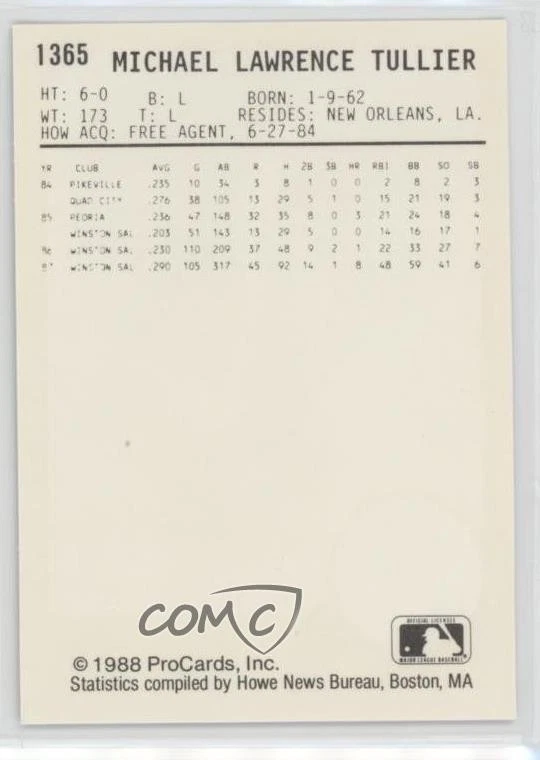 1365 MICHAEL LAWRENCE TULLIER
HT: 6-0 B: L BORN: 1-9-62
WT: 173 T: L RESIDES: NEW ORLEANS, LA.
HOW ACQ: FREE AGENT, 6-27-84
YR CLUB AVG G AB R H 2B 3B HR RBI BB SO SB
84 PIKEVILLE .235 10 34 3 8 1 0 0 2 8 2 3
QUAD CITY .276 38 105 13 29 5 1 0 15 21 19 3
85 PEORIA .236 47 148 32 35 8 0 3 21 24 18 4
WINSTON SAL .203 51 143 13 29 5 0 0 14 16 17 1
86 WINSTON SAL .230 110 209 37 48 9 2 1 22 33 27 7
WINSTON SAL .290 105 317 45 92 14 1 8 48 59 41 6
COMC
OFFICIAL LICENSEE
MAJOR LEAGUE BASEBALL
© 1988 ProCards, Inc.
Statistics compiled by Howe News Bureau, Boston, MA